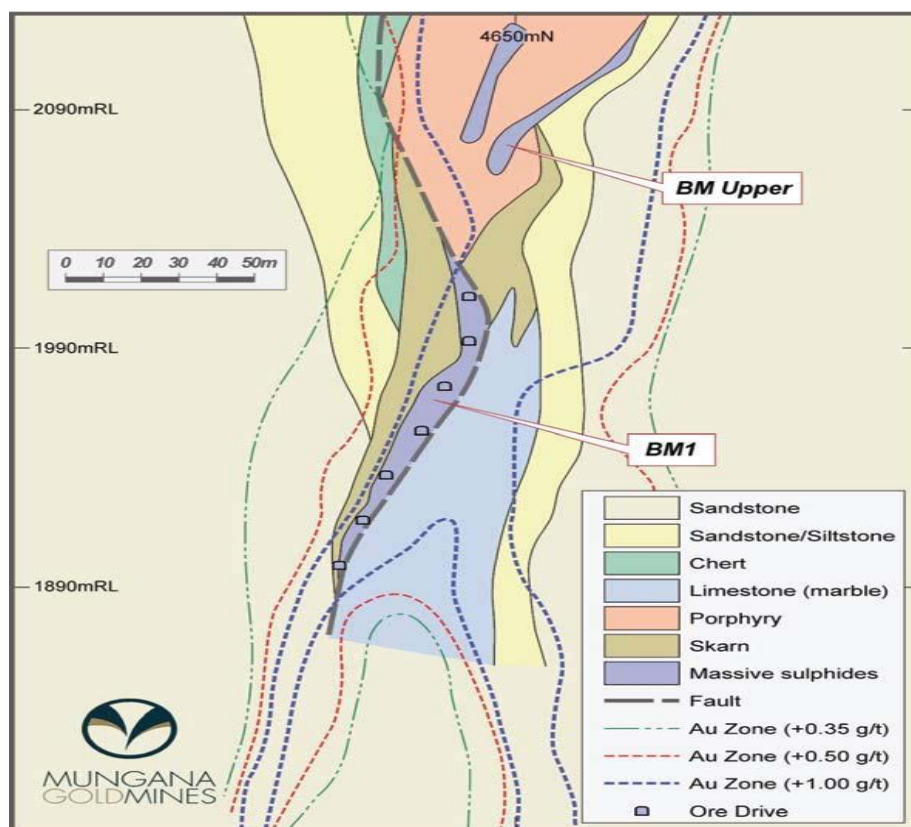 4650mN
2090mRL
BM Upper
0 10 20 30 40 50m
1990mRL
BM1
1890mRL
Sandstone
Sandstone/Siltstone
Chert
Limestone (marble)
Porphyry
Skarn
Massive sulphides
Fault
Au Zone (+0.35 g/t)
Au Zone (+0.50 g/t)
Au Zone (+1.00 g/t)
Ore Drive
MUNGANA
GOLDMINES